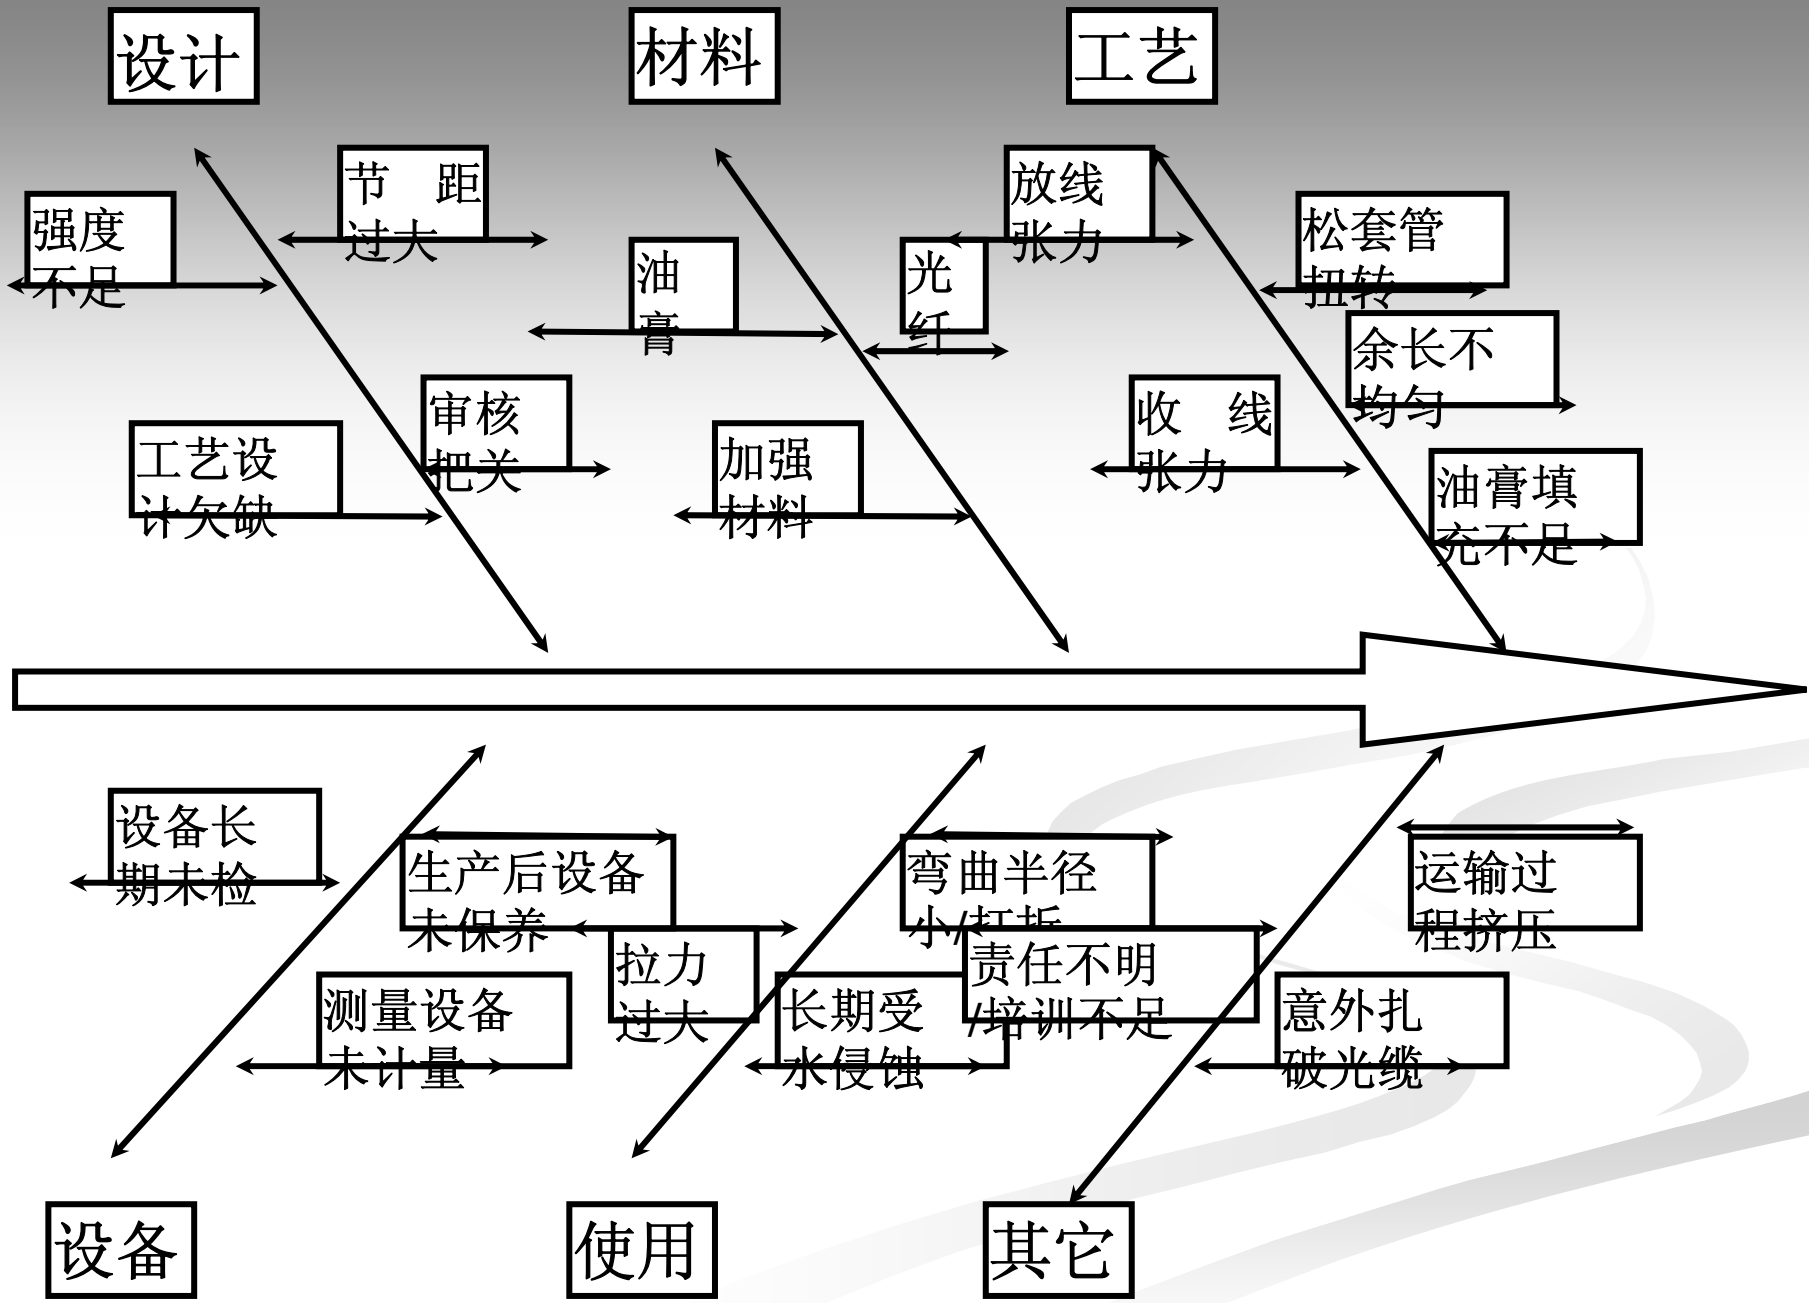 设计
材料
工艺
节 距
过大
强度
不足
放线
张力
松套管
扭转
油
膏
光
纤
余长不
均匀
审核
把关
收 线
张力
工艺设
计欠缺
加强
材料
油膏填
充不足
设备长
期未检
生产后设备
未保养
弯曲半径
小/打折
运输过
程挤压
拉力
过大
责任不明
/培训不足
测量设备
未计量
长期受
水侵蚀
意外扎
破光缆
设备
使用
其它